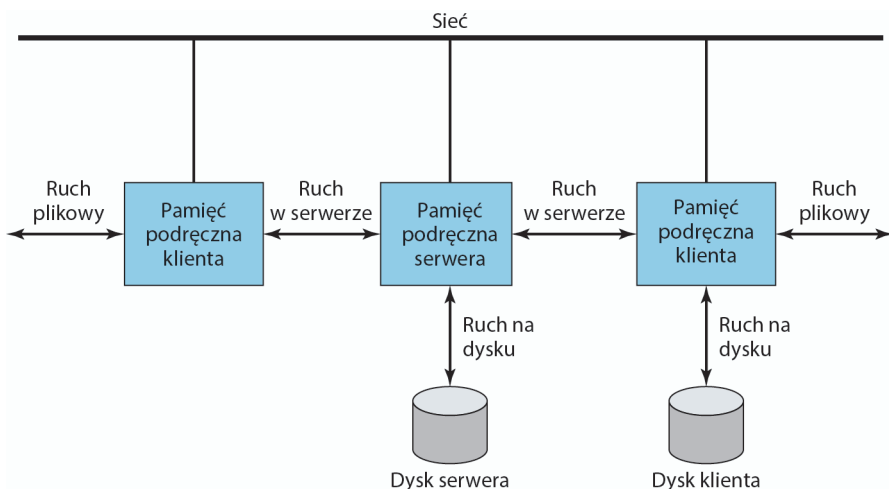 Sieć
Ruch
plikowy
Pamięć
podręczna
klienta
Ruch
w serwerze
Pamięć
podręczna
serwera
Ruch
w serwerze
Pamięć
podręczna
klienta
Ruch
plikowy
Ruch na
dysku
Ruch na
dysku
Dysk serwera
Dysk klienta